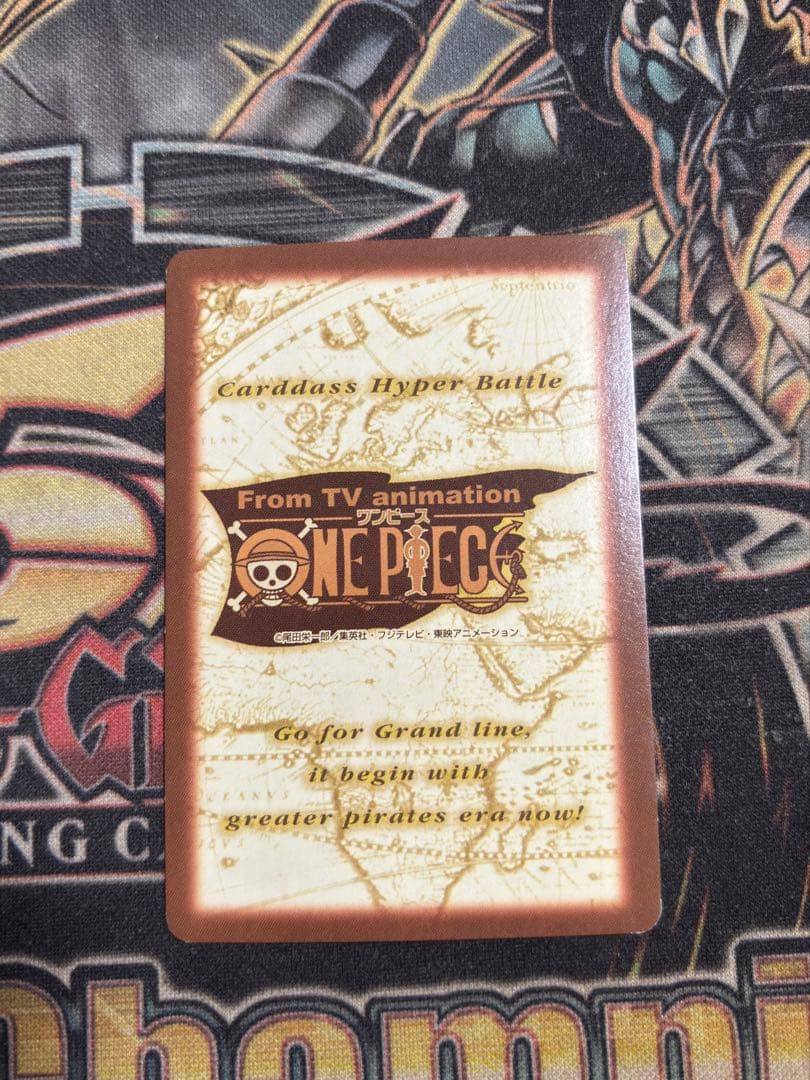 Septentrio
Carddass Hyper Battle
From TV animation
ワンピース
ONE PIECE
©尾田栄一郎／集英社・フジテレビ・東映アニメーション
Go for Grand line,
it begin with
greater pirates era now!
NG CA
Champi